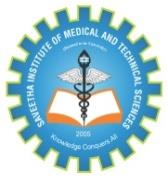 SAVEETHA INSTITUTE OF MEDICAL AND TECHNICAL SCIENCES
2005
Knowledge Conquers All